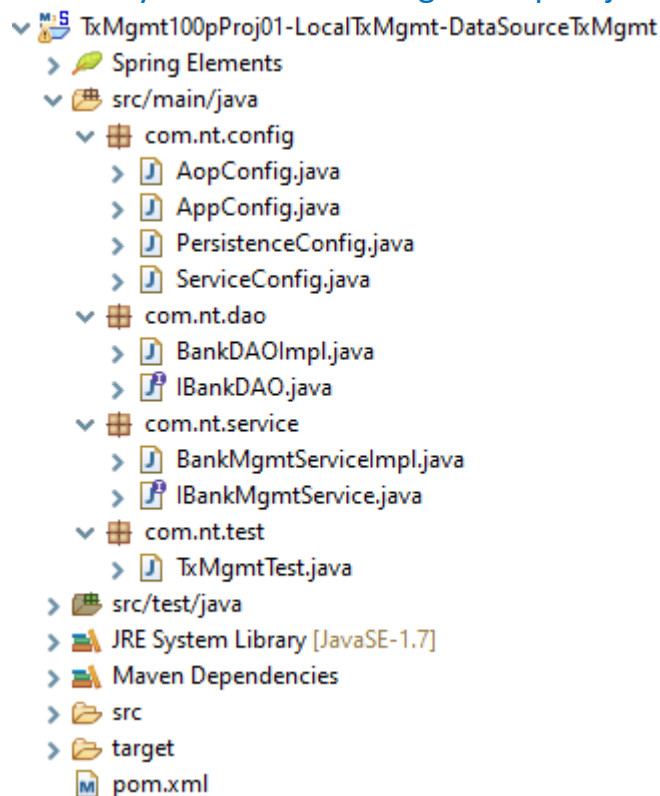 TxMgmt100pProj01-LocalTxMgmt-DataSourceTxMgmt
Spring Elements
src/main/java
com.nt.config
AopConfig.java
AppConfig.java
PersistenceConfig.java
ServiceConfig.java
com.nt.dao
BankDAOImpl.java
IBankDAO.java
com.nt.service
BankMgmtServiceImpl.java
IBankMgmtService.java
com.nt.test
TxMgmtTest.java
src/test/java
JRE System Library [JavaSE-1.7]
Maven Dependencies
src
target
pom.xml